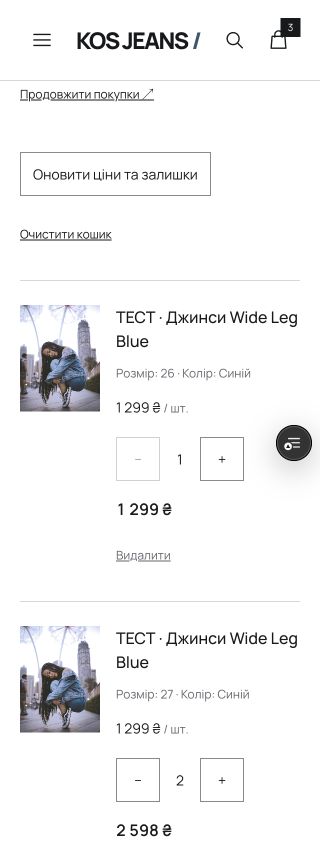 KOS JEANS /
3
Продовжити покупки ↗
Оновити ціни та залишки
Очистити кошик
ТЕСТ · Джинси Wide Leg
Blue
Розмір: 26 · Колір: Синій
1 299 ₴ / шт.
− 1 +
1 299 ₴
Видалити
ТЕСТ · Джинси Wide Leg
Blue
Розмір: 27 · Колір: Синій
1 299 ₴ / шт.
− 2 +
2 598 ₴